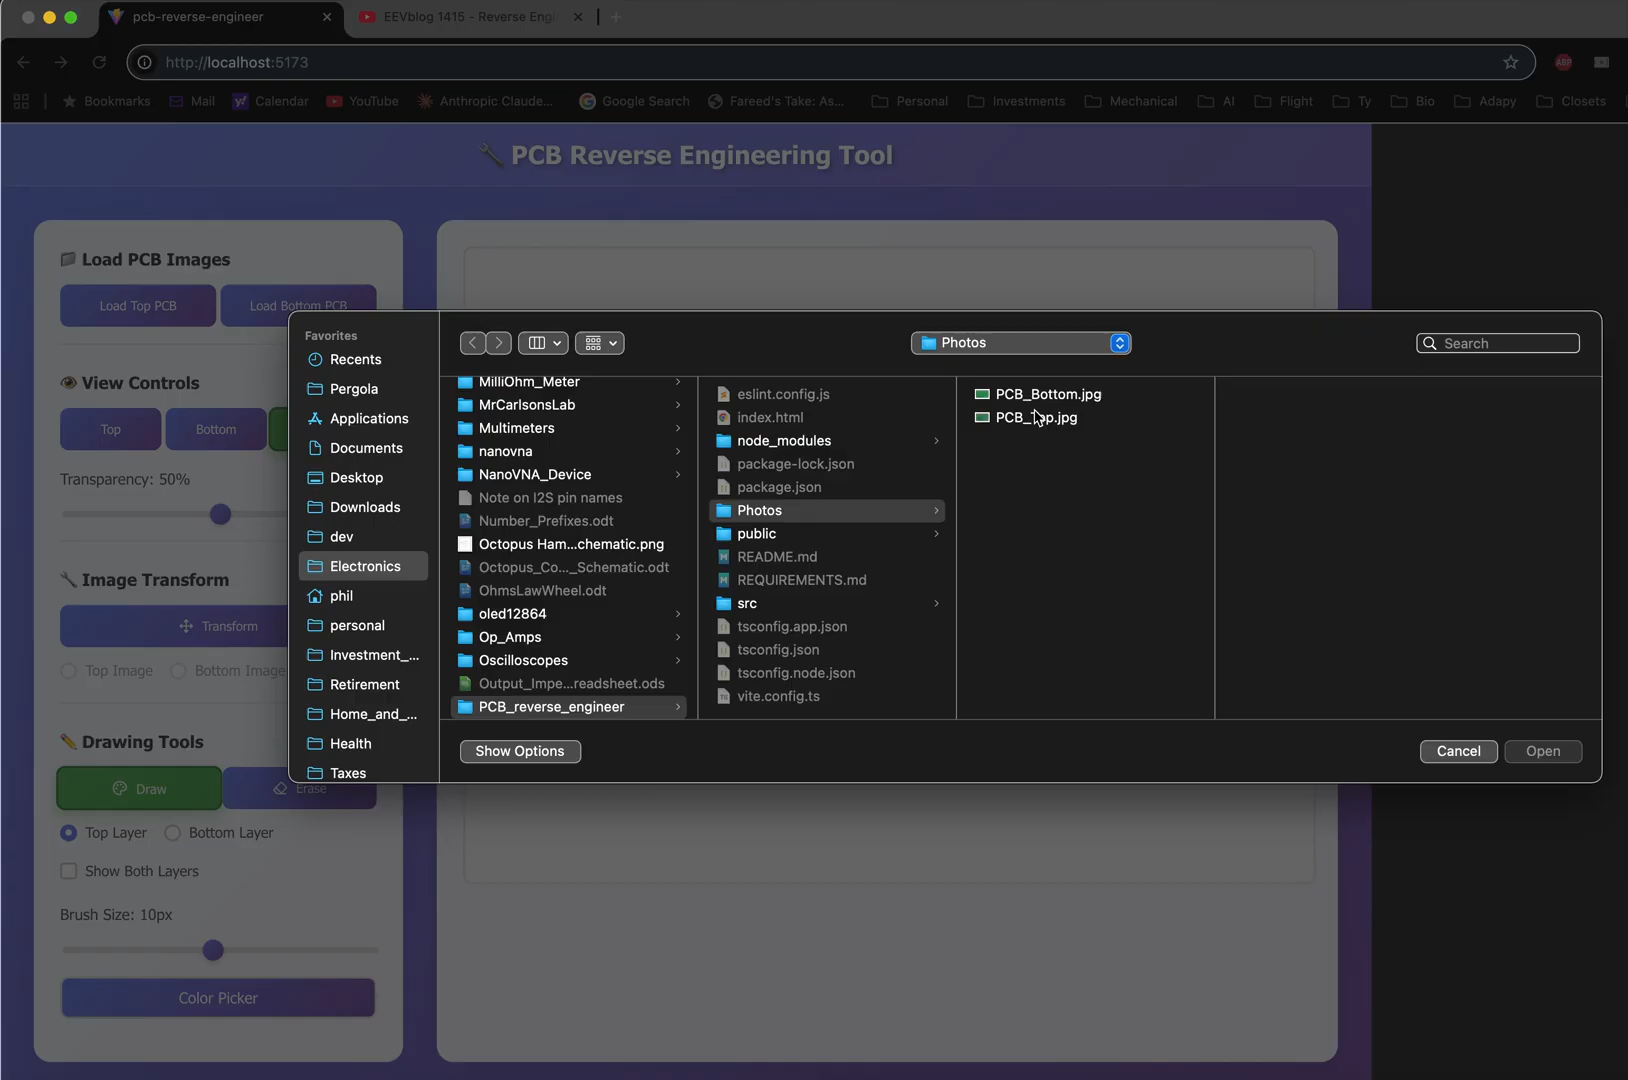 pcb-reverse-engineer
EEVblog 1415 - Reverse Engi
http://localhost:5173
ABP
Bookmarks
Mail
Calendar
YouTube
Anthropic Claude...
Google Search
Fareed's Take: As...
Personal
Investments
Mechanical
AI
Flight
Ty
Bio
Adapy
Closets
PCB Reverse Engineering Tool
Load PCB Images
Load Top PCB
Load Bottom PCB
View Controls
Top
Bottom
Transparency: 50%
Image Transform
Transform
Top Image
Bottom Image
Drawing Tools
Draw
Erase
Top Layer
Bottom Layer
Show Both Layers
Brush Size: 10px
Color Picker
Favorites
Recents
Pergola
Applications
Documents
Desktop
Downloads
dev
Electronics
phil
personal
Investment_...
Retirement
Home_and_...
Health
Taxes
Photos
Search
MilliOhm_Meter
MrCarlsonsLab
Multimeters
nanovna
NanoVNA_Device
Note on I2S pin names
Number_Prefixes.odt
Octopus Ham...chematic.png
Octopus_Co..._Schematic.odt
OhmsLawWheel.odt
oled12864
Op_Amps
Oscilloscopes
Output_Impe...readsheet.ods
PCB_reverse_engineer
eslint.config.js
index.html
node_modules
package-lock.json
package.json
Photos
public
README.md
REQUIREMENTS.md
src
tsconfig.app.json
tsconfig.json
tsconfig.node.json
vite.config.ts
PCB_Bottom.jpg
PCB_Top.jpg
Show Options
Cancel
Open